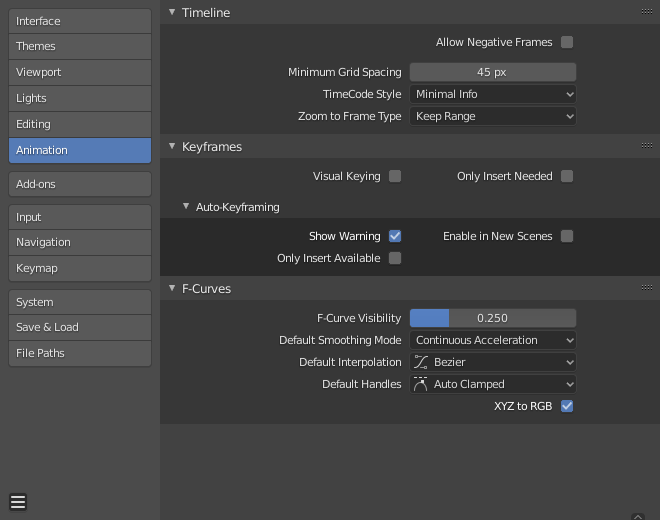 Interface
Themes
Viewport
Lights
Editing
Animation
Add-ons
Input
Navigation
Keymap
System
Save & Load
File Paths
Timeline
Allow Negative Frames
Minimum Grid Spacing 45 px
TimeCode Style Minimal Info
Zoom to Frame Type Keep Range
Keyframes
Visual Keying Only Insert Needed
Auto-Keyframing
Show Warning Enable in New Scenes
Only Insert Available
F-Curves
F-Curve Visibility 0.250
Default Smoothing Mode Continuous Acceleration
Default Interpolation Bezier
Default Handles Auto Clamped
XYZ to RGB